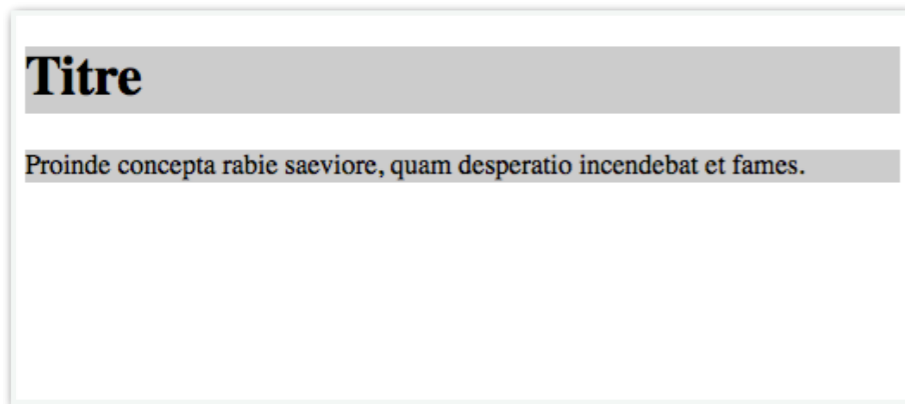 Titre
Proinde concepta rabie saeviore, quam desperatio incendebat et fames.